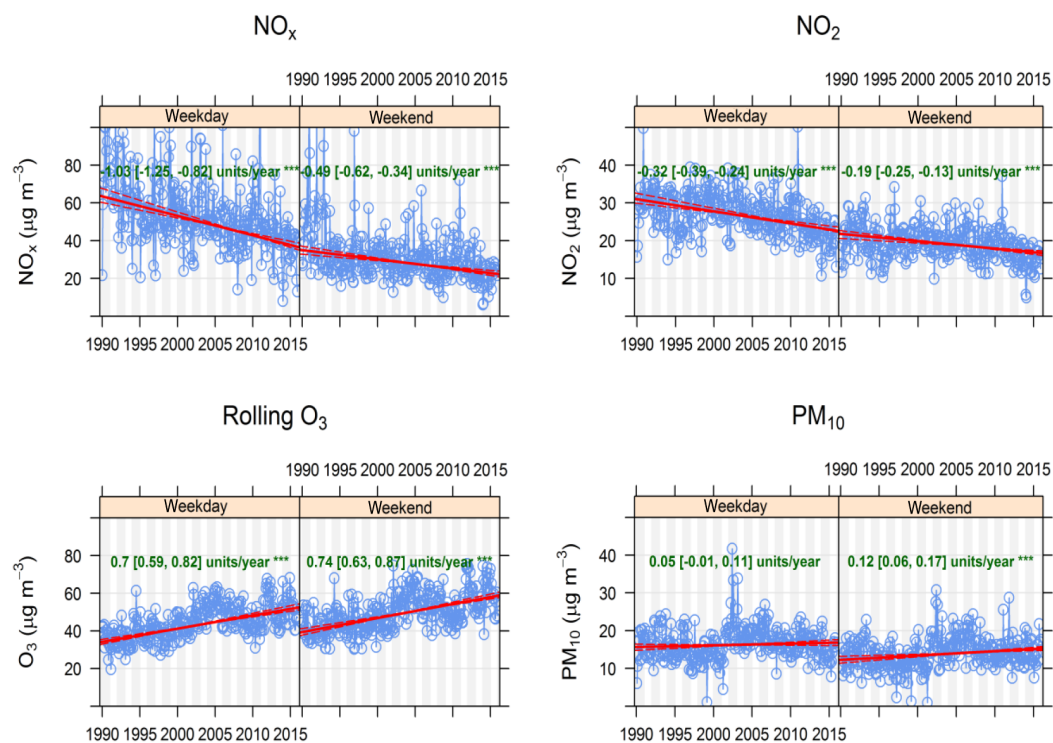 NOx
NO2
1990 1995 2000 2005 2010 2015
1990 1995 2000 2005 2010 2015
Weekday Weekend
Weekday Weekend
-1.03 [-1.25, -0.82] units/year *** -0.49 [-0.62, -0.34] units/year ***
-0.32 [-0.39, -0.24] units/year *** -0.19 [-0.25, -0.13] units/year ***
NOx (µg m−3)
80
60
40
20
NO2 (µg m−3)
40
30
20
10
1990 1995 2000 2005 2010 2015
1990 1995 2000 2005 2010 2015
Rolling O3
PM10
1990 1995 2000 2005 2010 2015
1990 1995 2000 2005 2010 2015
Weekday Weekend
Weekday Weekend
0.7 [0.59, 0.82] units/year *** 0.74 [0.63, 0.87] units/year ***
0.05 [-0.01, 0.11] units/year 0.12 [0.06, 0.17] units/year ***
O3 (µg m−3)
80
60
40
20
PM10 (µg m−3)
40
30
20
10
1990 1995 2000 2005 2010 2015
1990 1995 2000 2005 2010 2015